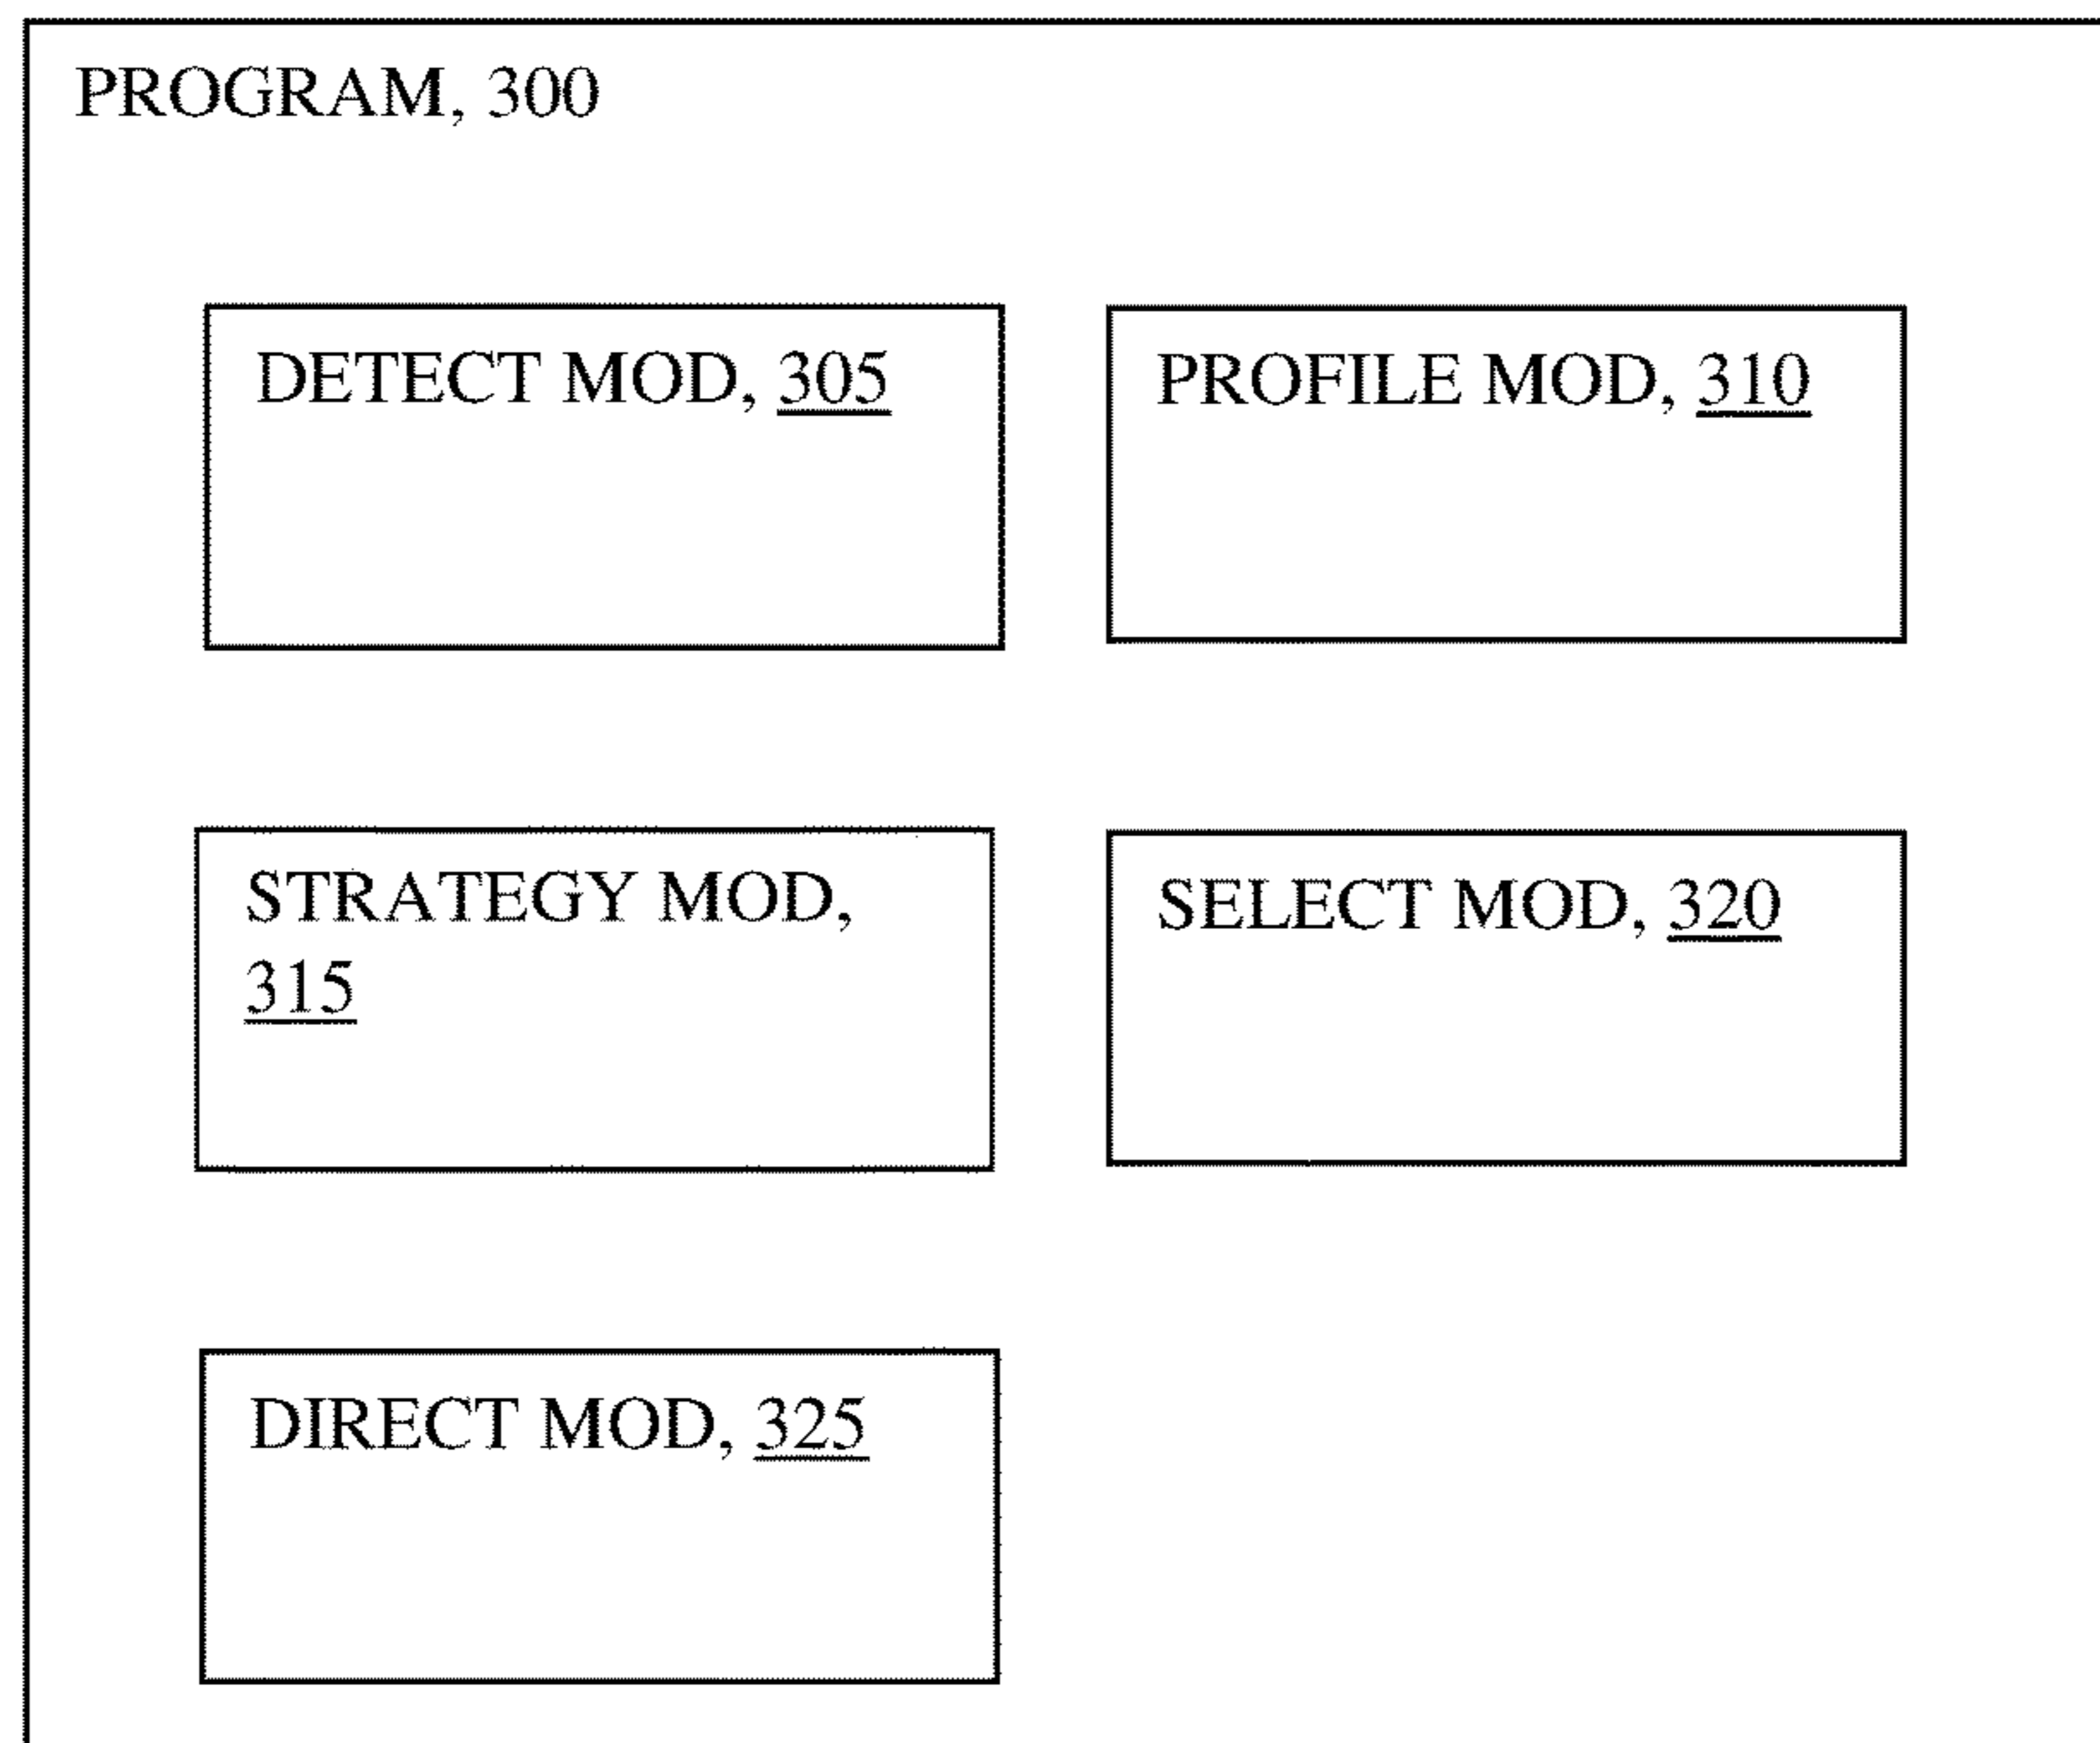 PROGRAM, 300
DETECT MOD, 305
PROFILE MOD, 310
STRATEGY MOD,
315
SELECT MOD, 320
DIRECT MOD, 325